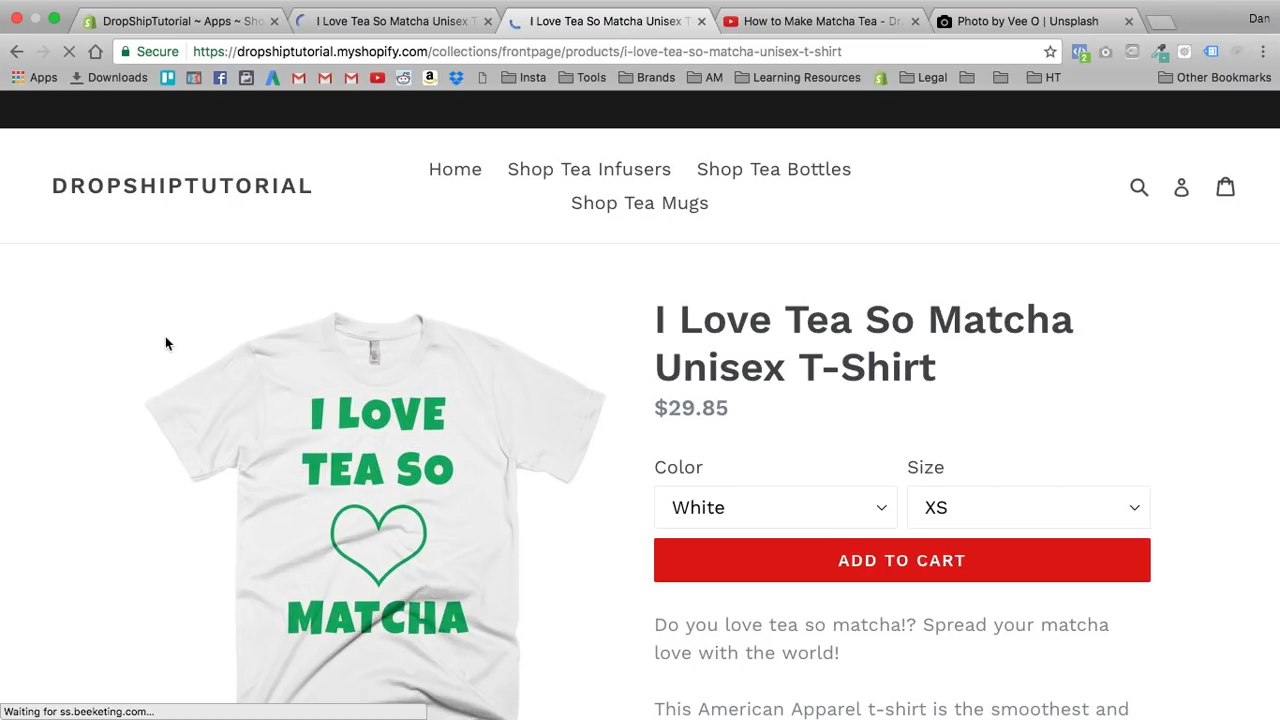 DropShipTutorial ~ Apps ~ Sho
I Love Tea So Matcha Unisex T
I Love Tea So Matcha Unisex T
How to Make Matcha Tea - Dr.
Photo by Vee O | Unsplash
Dan
Secure
https://dropshiptutorial.myshopify.com/collections/frontpage/products/i-love-tea-so-matcha-unisex-t-shirt
2
Apps
Downloads
Insta
Tools
Brands
AM
Learning Resources
Legal
HT
Other Bookmarks
DROPSHIPTUTORIAL
Home
Shop Tea Infusers
Shop Tea Bottles
Shop Tea Mugs
I Love Tea So Matcha
Unisex T-Shirt
$29.85
Color
Size
White
XS
ADD TO CART
Do you love tea so matcha!? Spread your matcha
love with the world!
This American Apparel t-shirt is the smoothest and
I LOVE
TEA SO
MATCHA
Waiting for ss.beeketing.com...